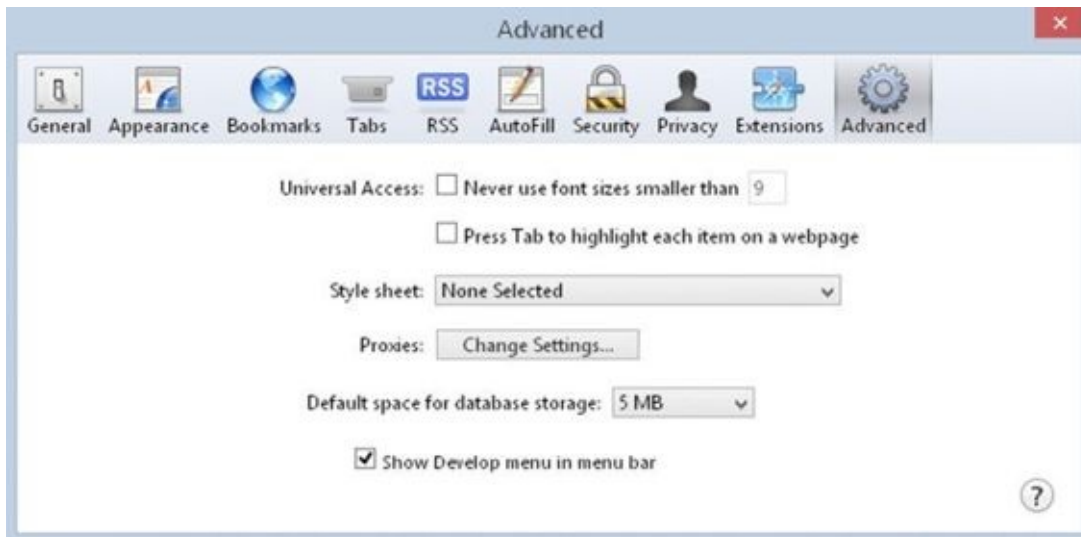 Advanced
RSS
General Appearance Bookmarks Tabs RSS AutoFill Security Privacy Extensions Advanced
Universal Access: Never use font sizes smaller than 9
Press Tab to highlight each item on a webpage
Style sheet: None Selected
Proxies: Change Settings...
Default space for database storage: 5 MB
Show Develop menu in menu bar
?